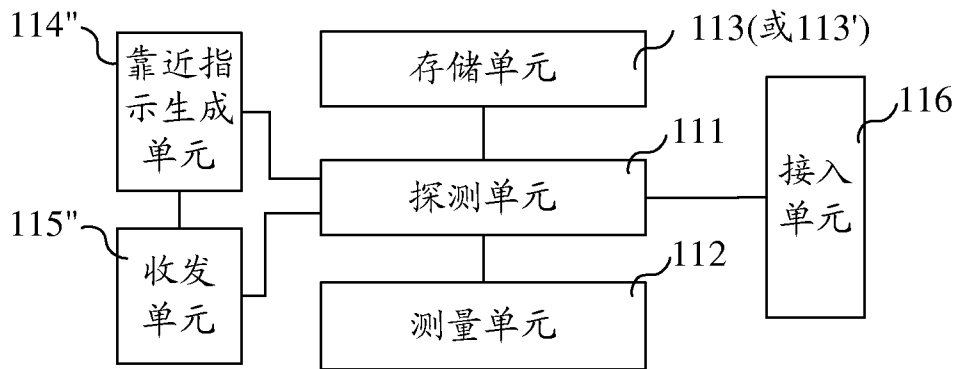 114"
靠近指
示生成
单元
113(或113')
存储单元
116
接入
单元
111
探测单元
115"
收发
单元
112
测量单元